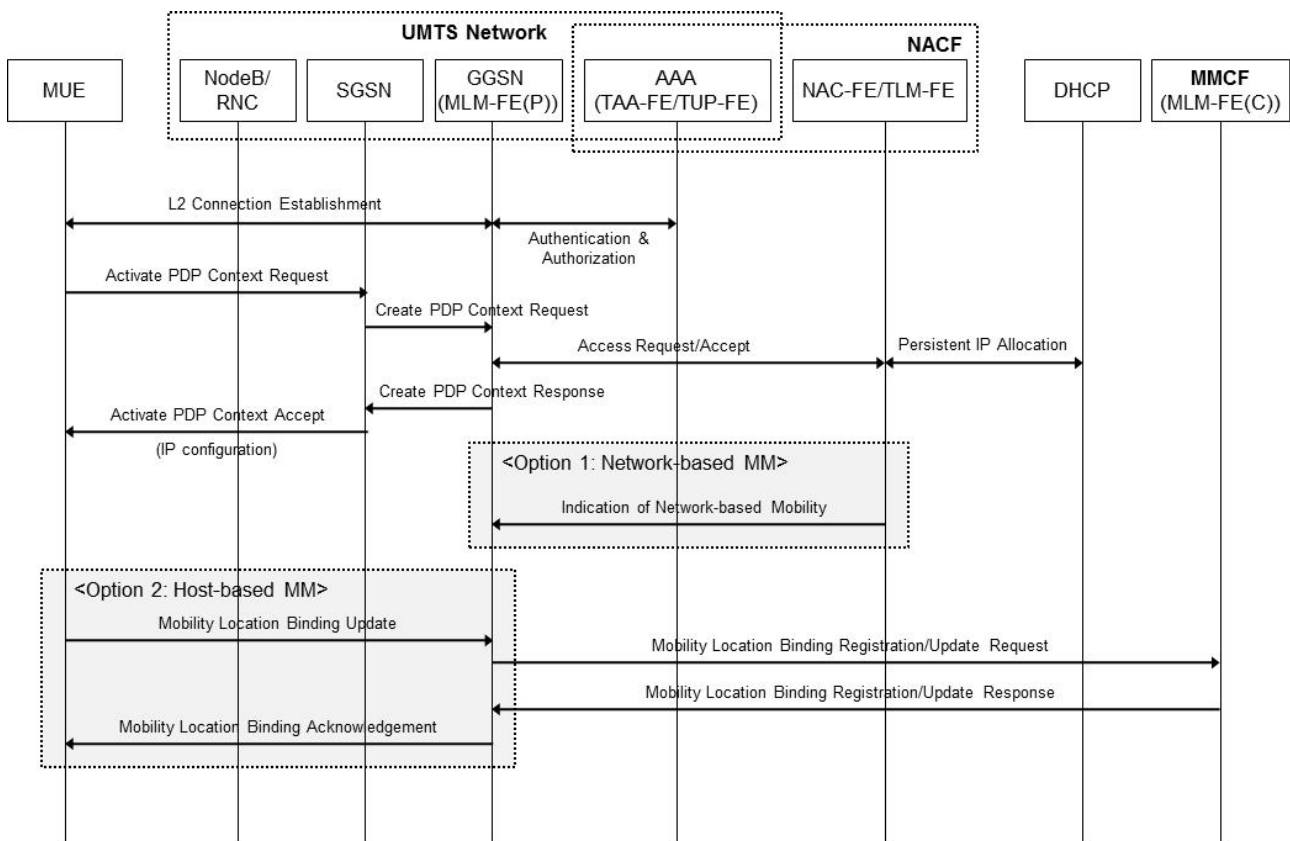 UMTS Network
NACF
MUE
NodeB/
RNC
SGSN
GGSN
(MLM-FE(P))
AAA
(TAA-FE/TUP-FE)
NAC-FE/TLM-FE
DHCP
MMCF
(MLM-FE(C))
L2 Connection Establishment
Authentication &
Authorization
Activate PDP Context Request
Create PDP Context Request
Access Request/Accept
Persistent IP Allocation
Create PDP Context Response
Activate PDP Context Accept
(IP configuration)
<Option 1: Network-based MM>
Indication of Network-based Mobility
<Option 2: Host-based MM>
Mobility Location Binding Update
Mobility Location Binding Registration/Update Request
Mobility Location Binding Registration/Update Response
Mobility Location Binding Acknowledgement